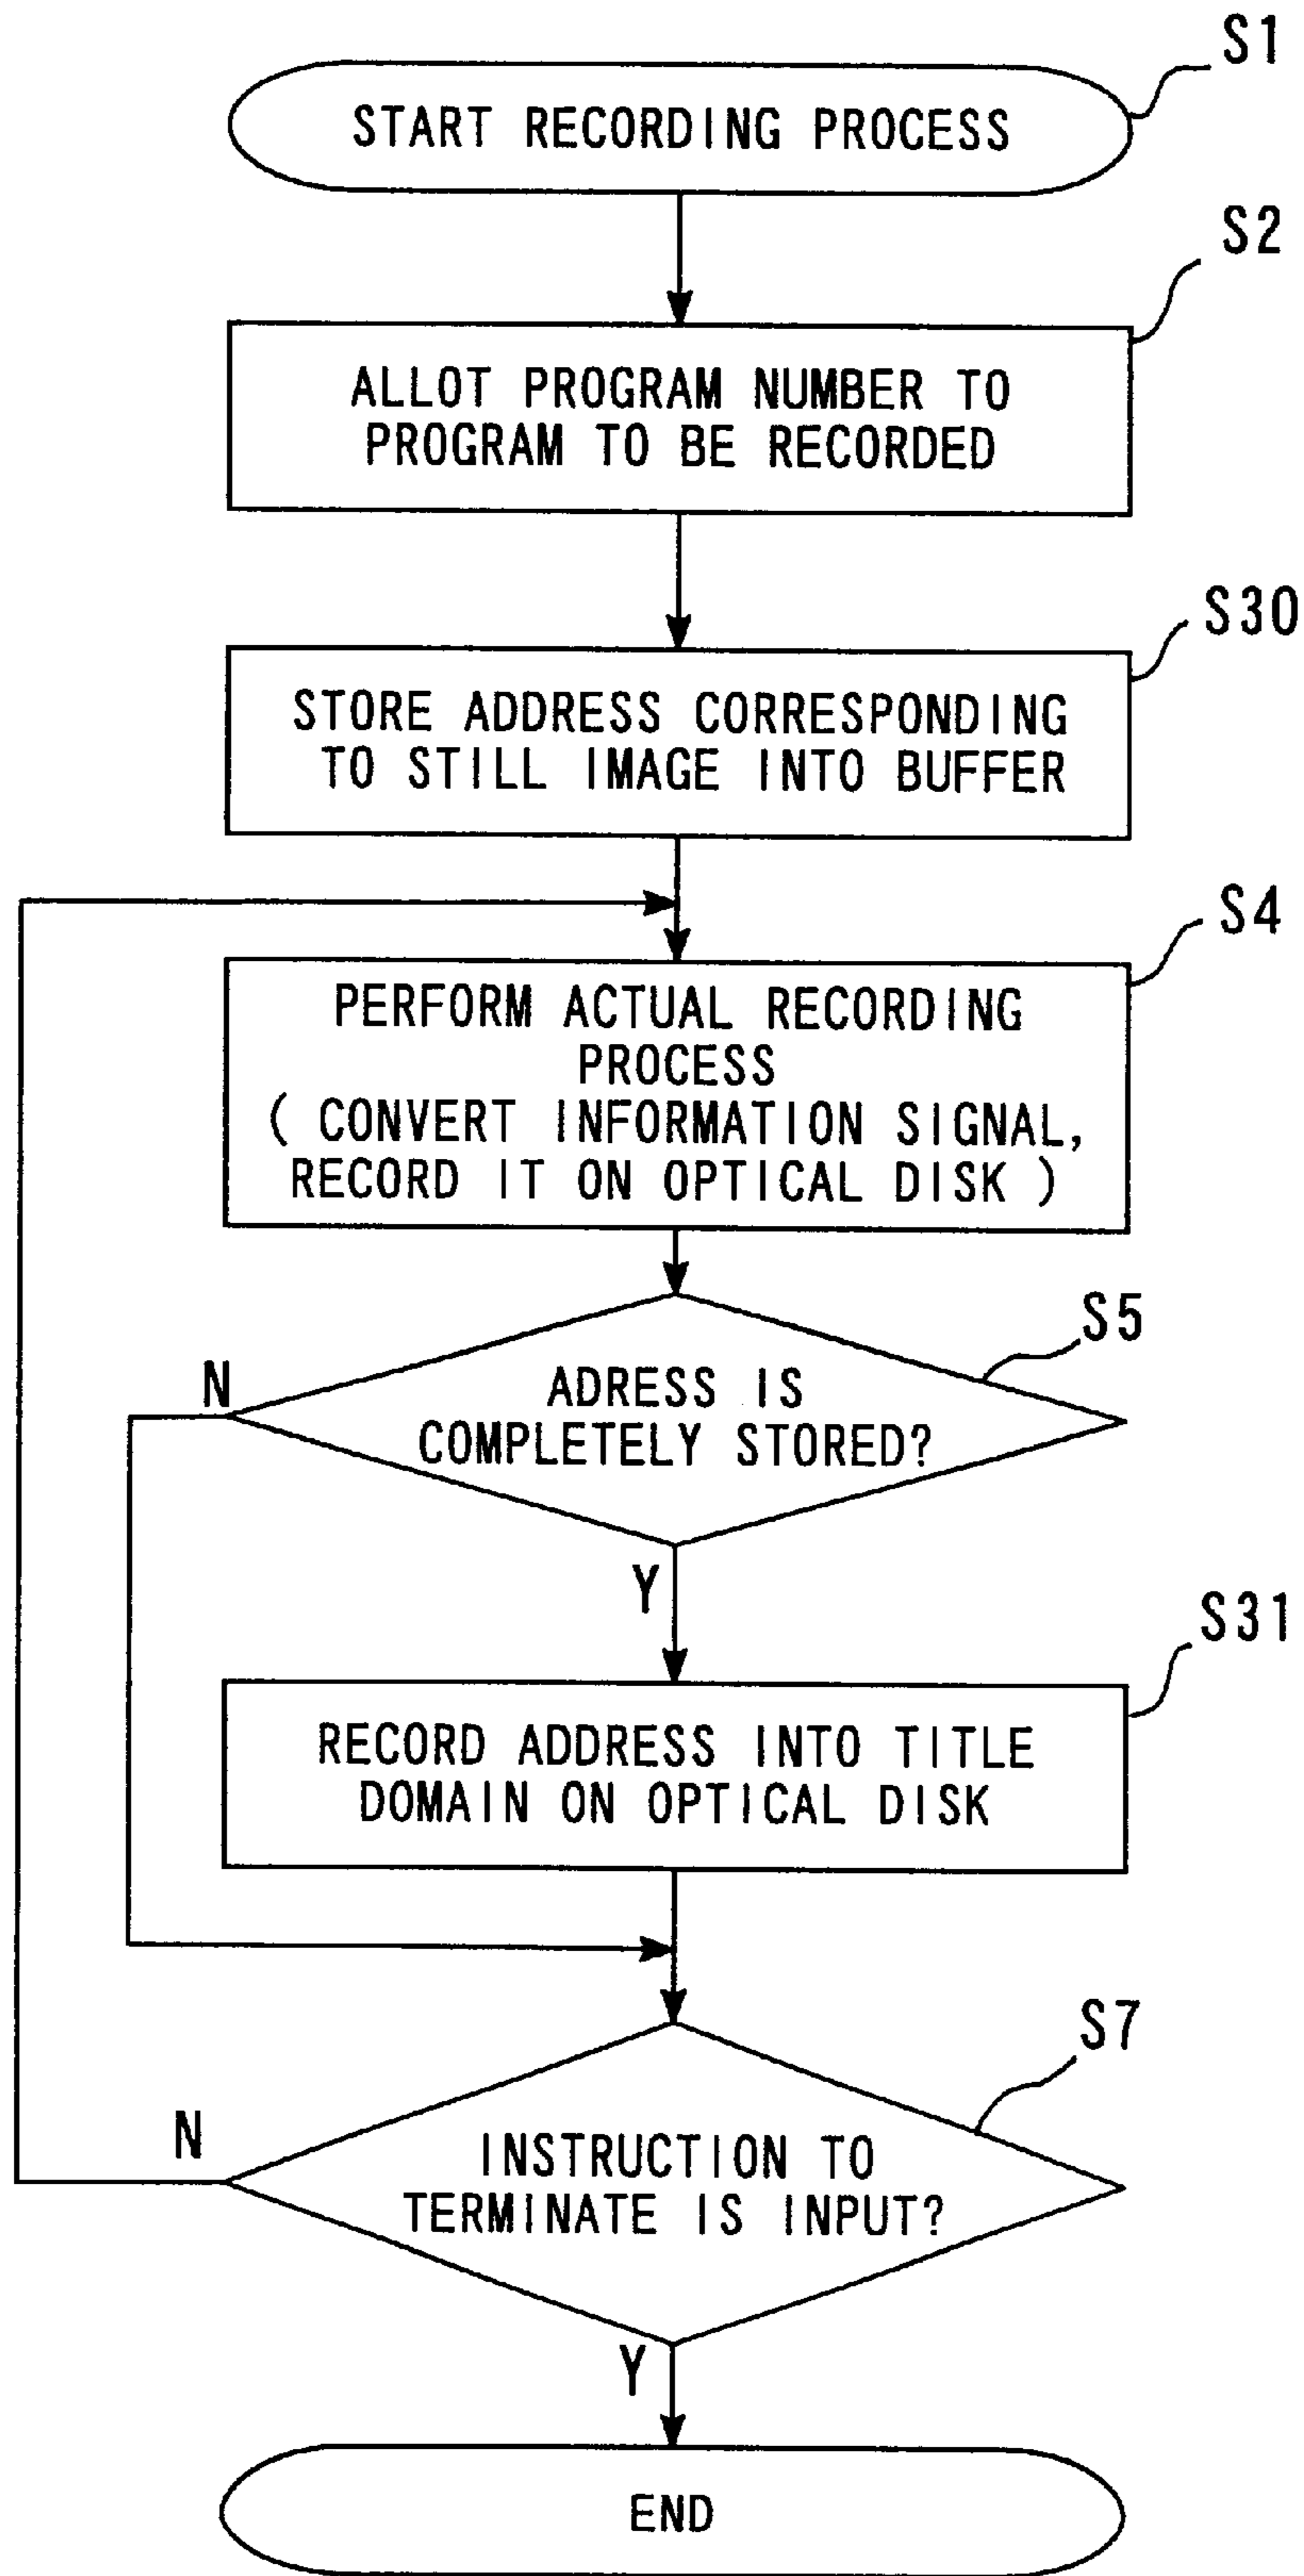 S1
START RECORDING PROCESS
S2
ALLOT PROGRAM NUMBER TO
PROGRAM TO BE RECORDED
S30
STORE ADDRESS CORRESPONDING
TO STILL IMAGE INTO BUFFER
S4
PERFORM ACTUAL RECORDING
PROCESS
( CONVERT INFORMATION SIGNAL,
RECORD IT ON OPTICAL DISK )
S5
N
ADRESS IS
COMPLETELY STORED?
Y
S31
RECORD ADDRESS INTO TITLE
DOMAIN ON OPTICAL DISK
S7
N
INSTRUCTION TO
TERMINATE IS INPUT?
Y
END